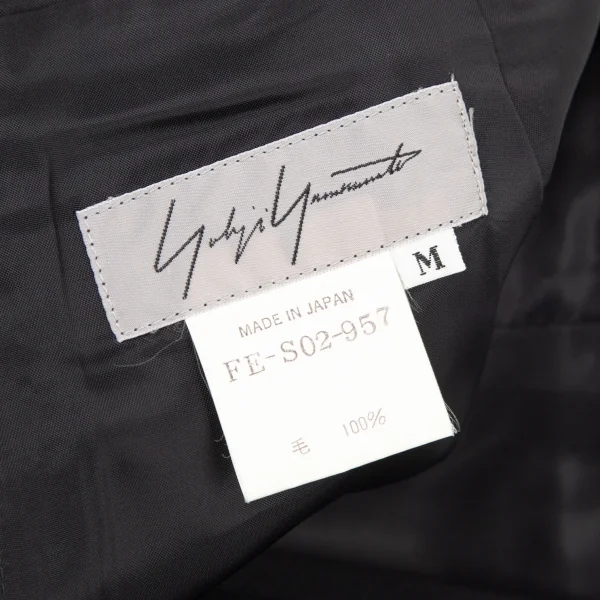 Yohji Yamamoto
M
MADE IN JAPAN
FE-S02-957
毛 100%